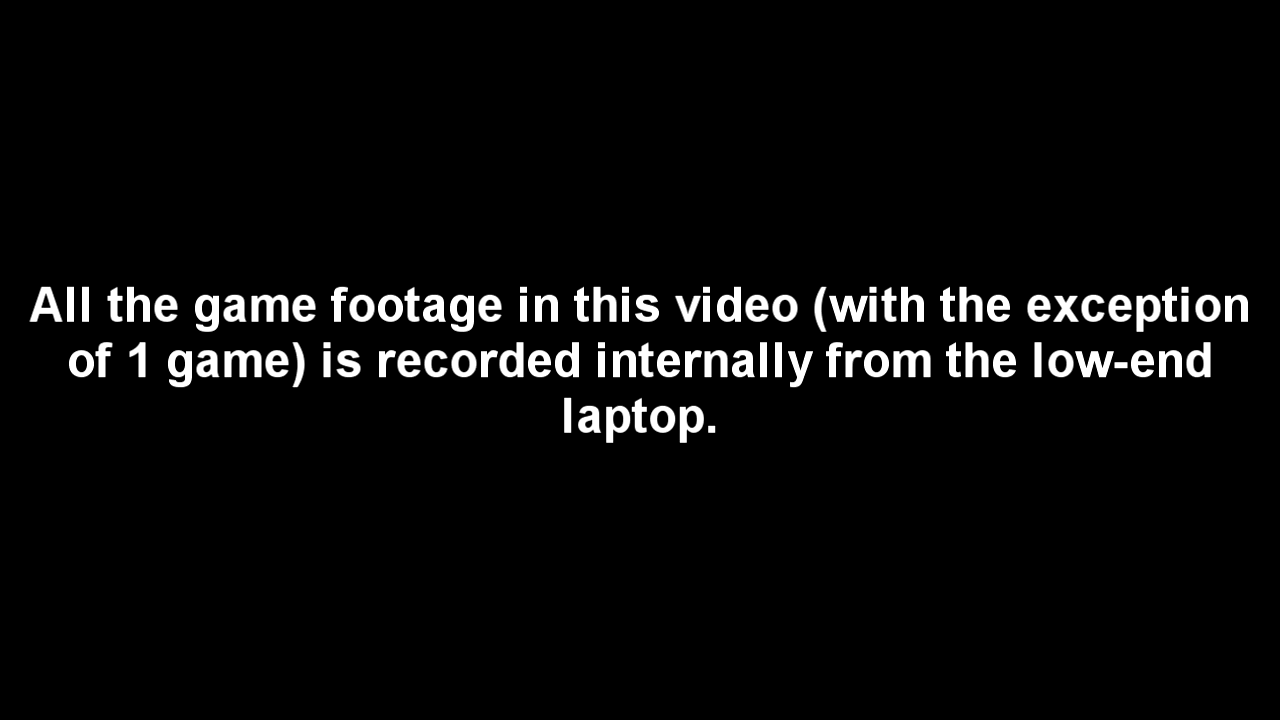 All the game footage in this video (with the exception
of 1 game) is recorded internally from the low-end
laptop.